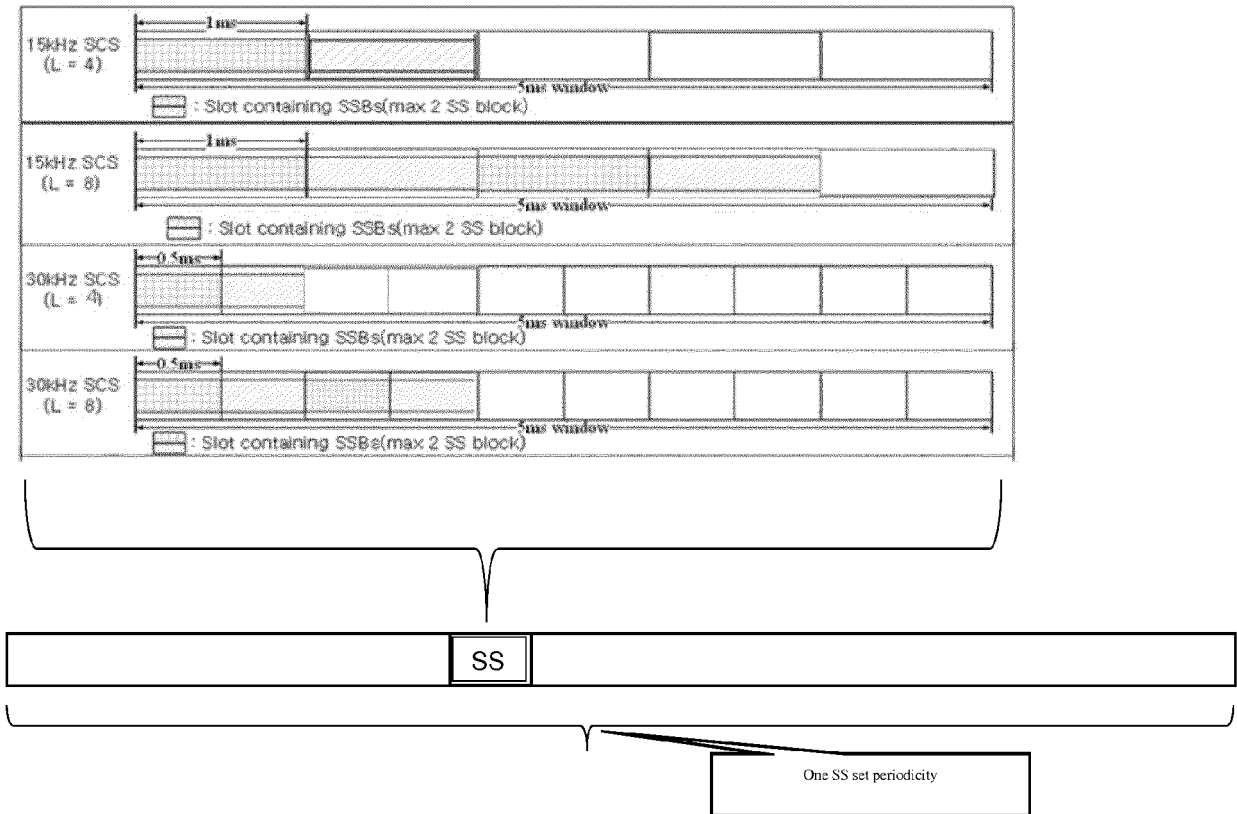 1ms
15kHz SCS
(L = 4)
5ms window
: Slot containing SSBs(max 2 SS block)
1ms
15kHz SCS
(L = 8)
5ms window
: Slot containing SSBs(max 2 SS block)
0.5ms
30kHz SCS
(L = 4)
5ms window
: Slot containing SSBs(max 2 SS block)
0.5ms
30kHz SCS
(L = 8)
5ms window
: Slot containing SSBs(max 2 SS block)
SS
One SS set periodicity